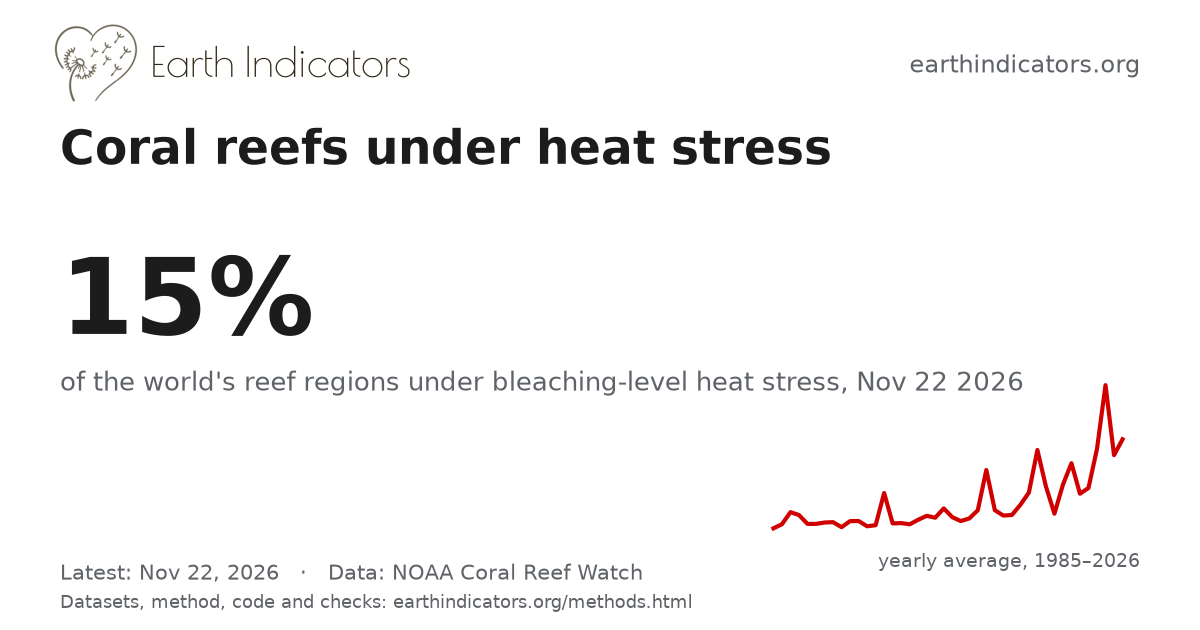 Earth Indicators
earthindicators.org
Coral reefs under heat stress
15%
of the world's reef regions under bleaching-level heat stress, Nov 22 2026
yearly average, 1985–2026
Latest: Nov 22, 2026 · Data: NOAA Coral Reef Watch
Datasets, method, code and checks: earthindicators.org/methods.html